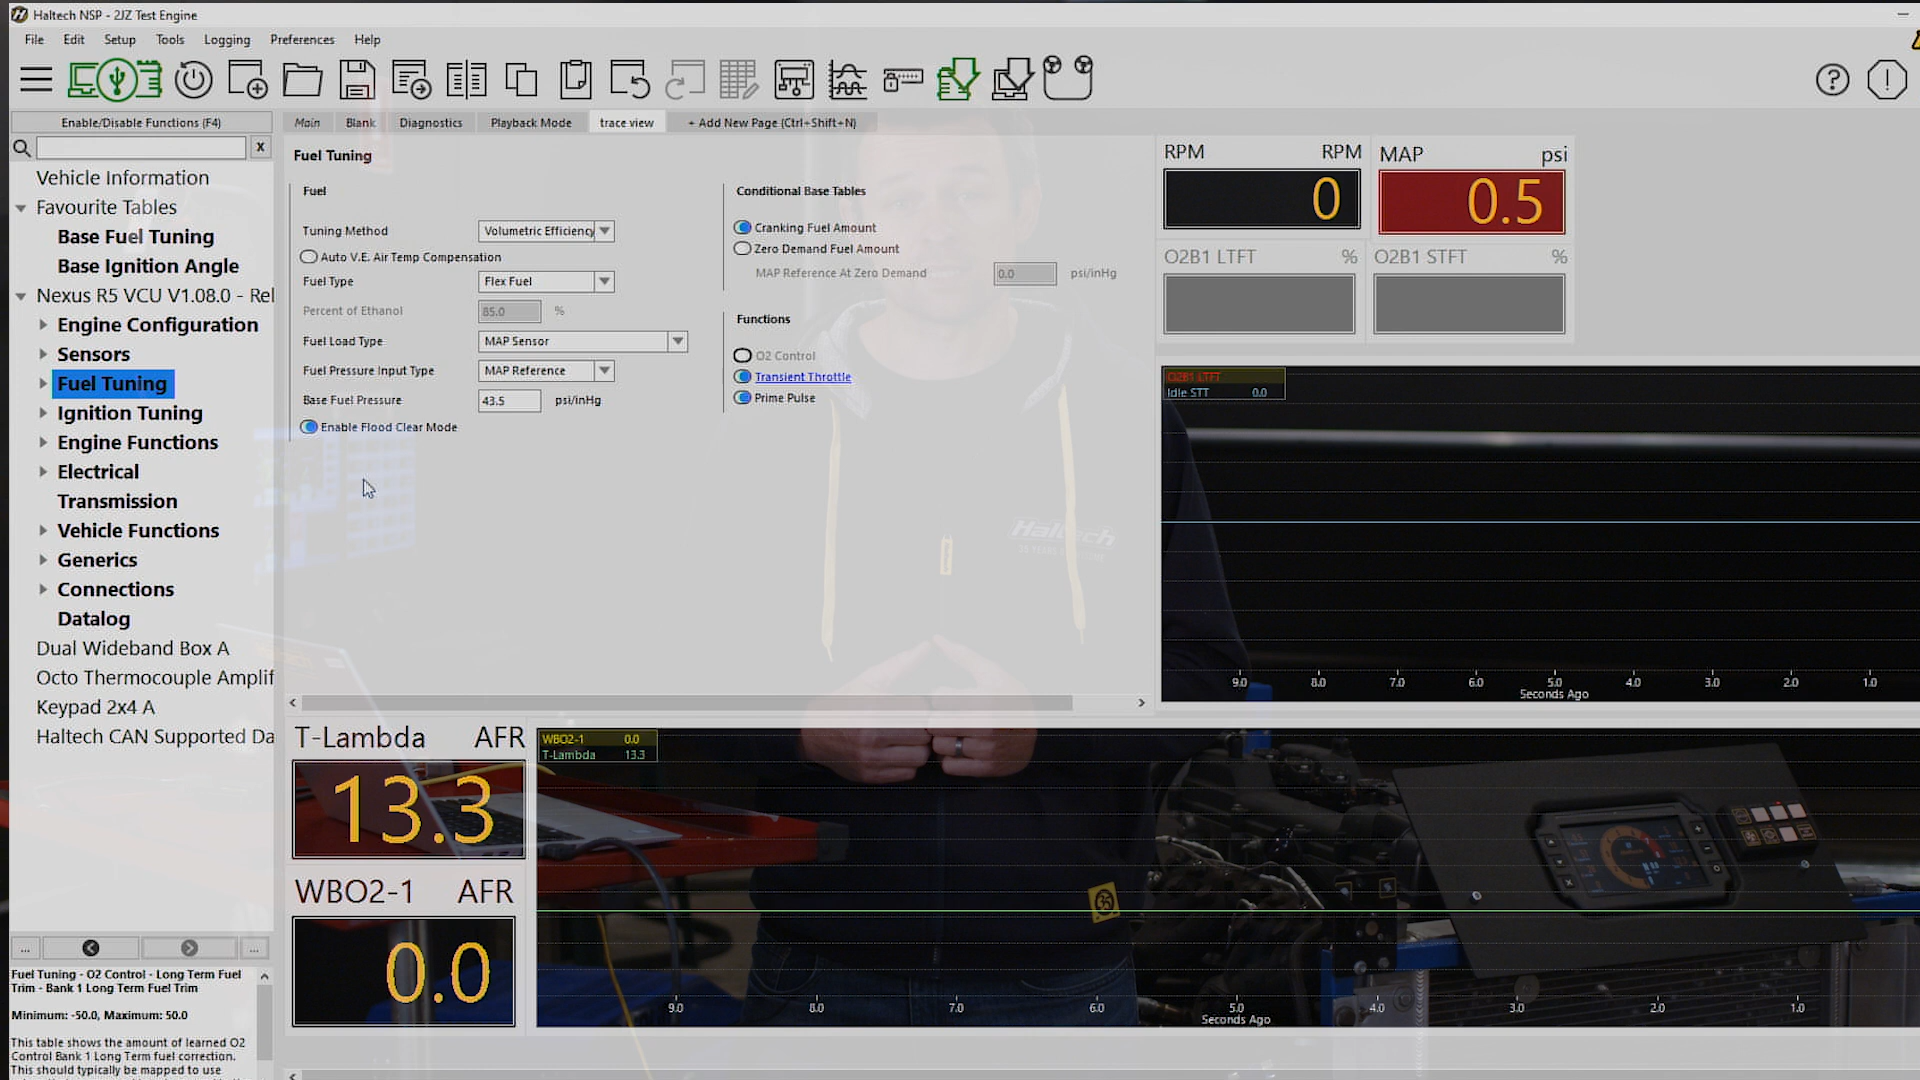 Haltech NSP - 2JZ Test Engine
File Edit Setup Tools Logging Preferences Help
Enable/Disable Functions (F4)
Main Blank Diagnostics Playback Mode trace view + Add New Page (Ctrl+Shift+N)
X
Vehicle Information
Favourite Tables
Base Fuel Tuning
Base Ignition Angle
Nexus R5 VCU V1.08.0 - Rel
Engine Configuration
Sensors
Fuel Tuning
Ignition Tuning
Engine Functions
Electrical
Transmission
Vehicle Functions
Generics
Connections
Datalog
Dual Wideband Box A
Octo Thermocouple Amplif
Keypad 2x4 A
Haltech CAN Supported Da
... ...
Fuel Tuning - O2 Control - Long Term Fuel
Trim - Bank 1 Long Term Fuel Trim
Minimum: -50.0, Maximum: 50.0
This table shows the amount of learned O2
Control Bank 1 Long Term fuel correction.
This should typically be mapped to use
Fuel Tuning
Fuel
Tuning Method Volumetric Efficiency
Auto V.E. Air Temp Compensation
Fuel Type Flex Fuel
Percent of Ethanol 85.0 %
Fuel Load Type MAP Sensor
Fuel Pressure Input Type MAP Reference
Base Fuel Pressure 43.5 psi/inHg
Enable Flood Clear Mode
Conditional Base Tables
Cranking Fuel Amount
Zero Demand Fuel Amount
MAP Reference At Zero Demand 0.0 psi/inHg
Functions
O2 Control
Transient Throttle
Prime Pulse
Haltech
RPM RPM
0
MAP psi
0.5
O2B1 LTFT %
O2B1 STFT %
O2B1 LTFT
Idle STT 0.0
9.0 8.0 7.0 6.0 5.0 4.0 3.0 2.0 1.0
Seconds Ago
T-Lambda AFR
13.3
WBO2-1 AFR
0.0
WBO2-1 0.0
T-Lambda 13.3
9.0 8.0 7.0 6.0 5.0 4.0 3.0 2.0 1.0
Seconds Ago